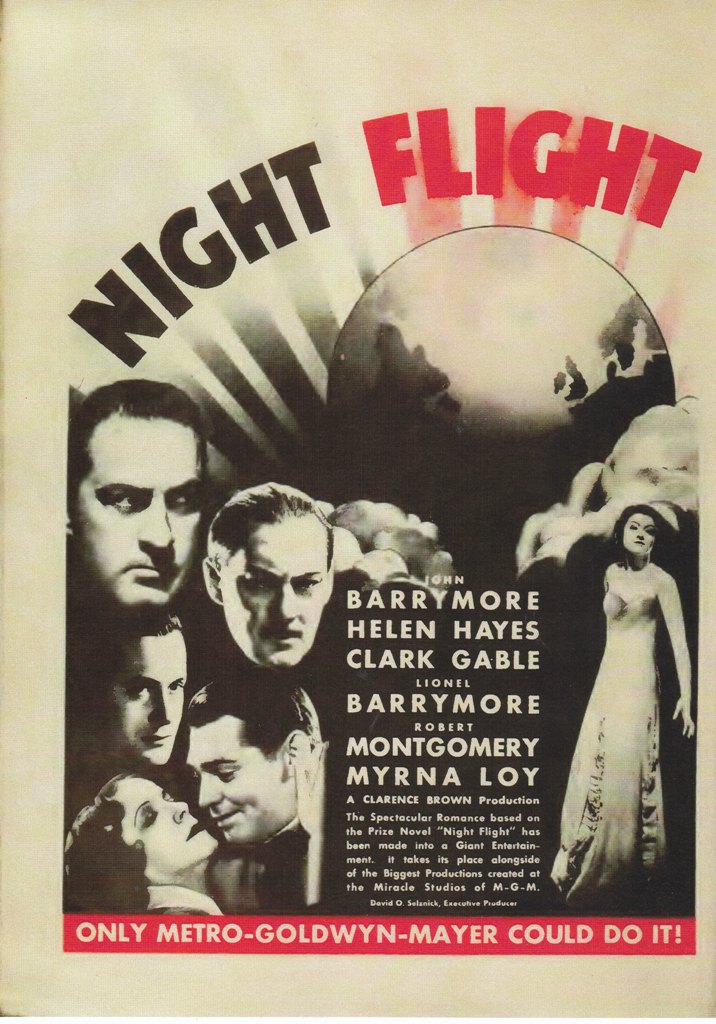 NIGHT FLIGHT
JOHN
BARRYMORE
HELEN HAYES
CLARK GABLE
LIONEL
BARRYMORE
ROBERT
MONTGOMERY
MYRNA LOY
A CLARENCE BROWN Production
The Spectacular Romance based on
the Prize Novel "Night Flight" has
been made into a Giant Entertain-
ment. it takes its place alongside
of the Biggest Productions created at
the Miracle Studios of M-G-M.
David O. Selznick, Executive Producer
ONLY METRO-GOLDWYN-MAYER COULD DO IT!